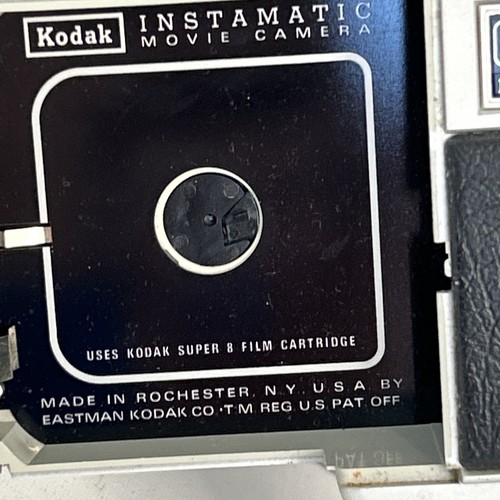 Kodak
INSTAMATIC
MOVIE CAMERA
USES KODAK SUPER 8 FILM CARTRIDGE
MADE IN ROCHESTER, N.Y. U.S.A. BY
EASTMAN KODAK CO.·T.M. REG. U.S. PAT. OFF.